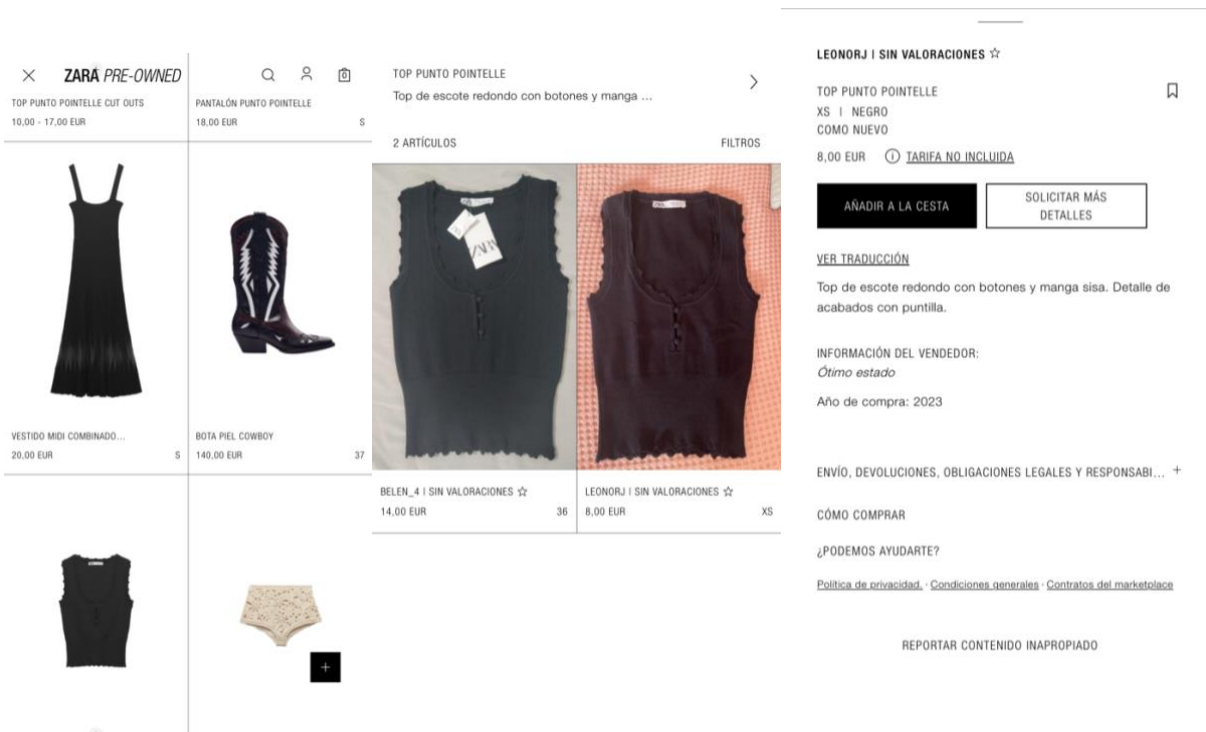 ZARA PRE-OWNED
0
TOP PUNTO POINTELLE CUT OUTS
10,00 - 17,00 EUR
PANTALÓN PUNTO POINTELLE
18,00 EUR
S
VESTIDO MIDI COMBINADO...
20,00 EUR
S
BOTA PIEL COWBOY
140,00 EUR
37
TOP PUNTO POINTELLE
Top de escote redondo con botones y manga ...
2 ARTÍCULOS
FILTROS
ZARA
BELEN_4 | SIN VALORACIONES ☆
14,00 EUR
36
LEONORJ | SIN VALORACIONES ☆
8,00 EUR
XS
LEONORJ | SIN VALORACIONES ☆
TOP PUNTO POINTELLE
XS | NEGRO
COMO NUEVO
8,00 EUR
TARIFA NO INCLUIDA
AÑADIR A LA CESTA
SOLICITAR MÁS
DETALLES
VER TRADUCCIÓN
Top de escote redondo con botones y manga sisa. Detalle de
acabados con puntilla.
INFORMACIÓN DEL VENDEDOR:
Ótimo estado
Año de compra: 2023
ENVÍO, DEVOLUCIONES, OBLIGACIONES LEGALES Y RESPONSABI... +
CÓMO COMPRAR
¿PODEMOS AYUDARTE?
Política de privacidad. · Condiciones generales · Contratos del marketplace
REPORTAR CONTENIDO INAPROPIADO